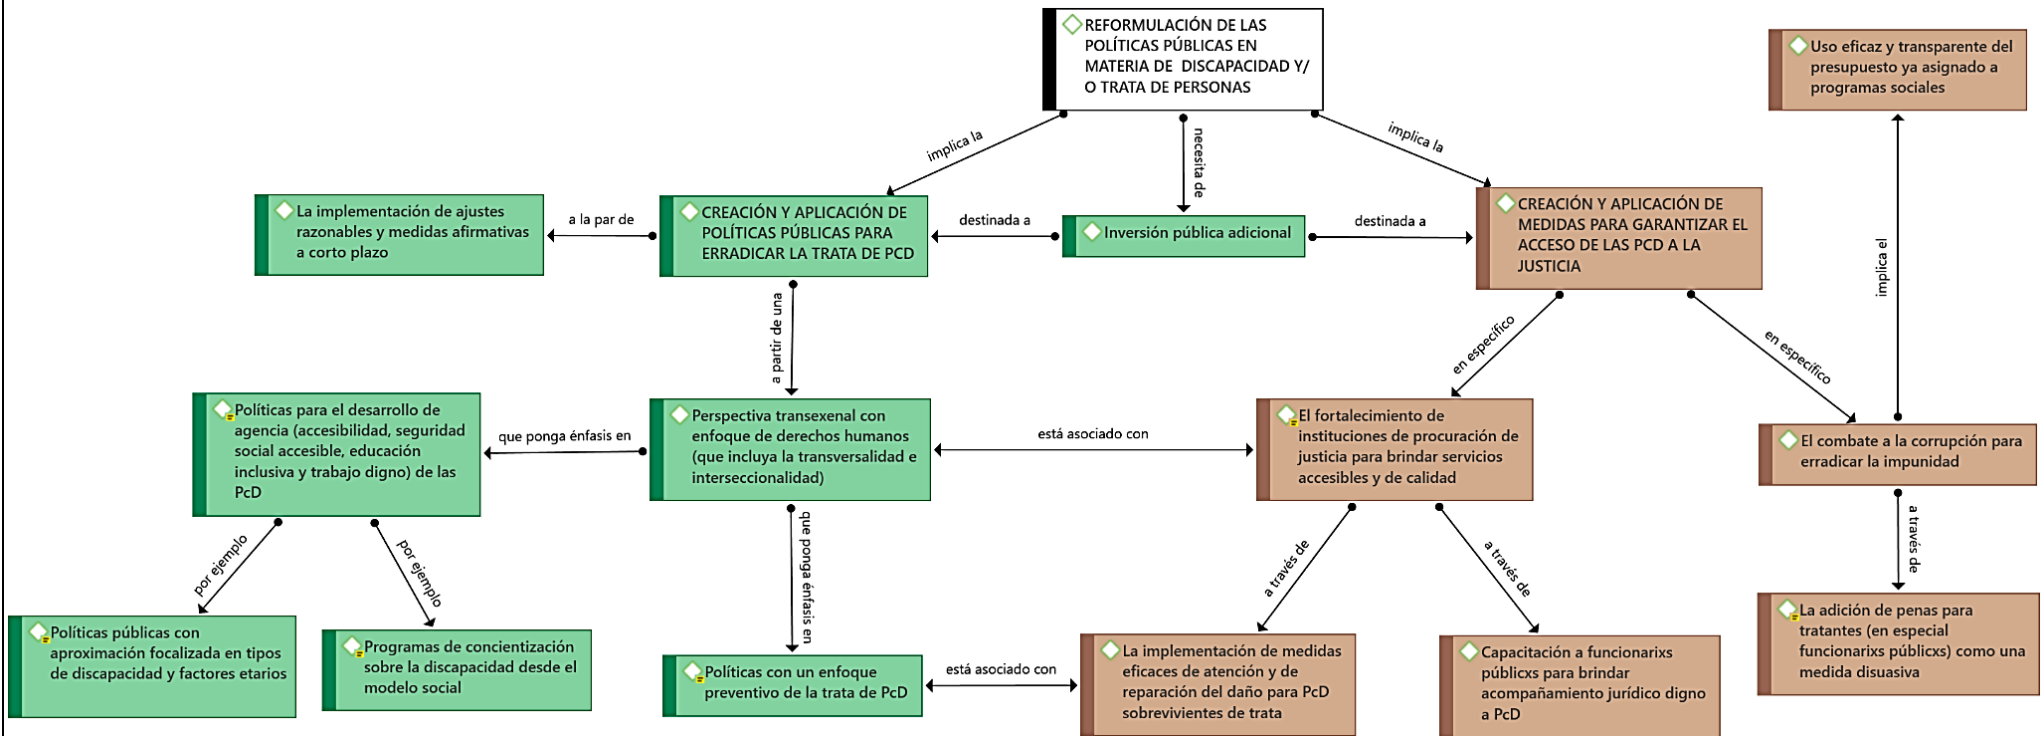 REFORMULACIÓN DE LAS
POLÍTICAS PÚBLICAS EN
MATERIA DE DISCAPACIDAD Y/
O TRATA DE PERSONAS
Uso eficaz y transparente del
presupuesto ya asignado a
programas sociales
implica la
necesita de
implica la
La implementación de ajustes
razonables y medidas afirmativas
a corto plazo
a la par de
CREACIÓN Y APLICACIÓN DE
POLÍTICAS PÚBLICAS PARA
ERRADICAR LA TRATA DE PCD
destinada a
Inversión pública adicional
destinada a
CREACIÓN Y APLICACIÓN DE
MEDIDAS PARA GARANTIZAR EL
ACCESO DE LAS PCD A LA
JUSTICIA
implica el
a partir de una
en específico
en específico
Políticas para el desarrollo de
agencia (accesibilidad, seguridad
social accesible, educación
inclusiva y trabajo digno) de las
PcD
que ponga énfasis en
Perspectiva transexenal con
enfoque de derechos humanos
(que incluya la transversalidad e
interseccionalidad)
está asociado con
El fortalecimiento de
instituciones de procuración de
justicia para brindar servicios
accesibles y de calidad
El combate a la corrupción para
erradicar la impunidad
por ejemplo
por ejemplo
que ponga énfasis en
a través de
a través de
a través de
Políticas públicas con
aproximación focalizada en tipos
de discapacidad y factores etarios
Programas de concientización
sobre la discapacidad desde el
modelo social
Políticas con un enfoque
preventivo de la trata de PcD
está asociado con
La implementación de medidas
eficaces de atención y de
reparación del daño para PcD
sobrevivientes de trata
Capacitación a funcionarixs
públicxs para brindar
acompañamiento jurídico digno
a PcD
La adición de penas para
tratantes (en especial
funcionarixs públicxs) como una
medida disuasiva